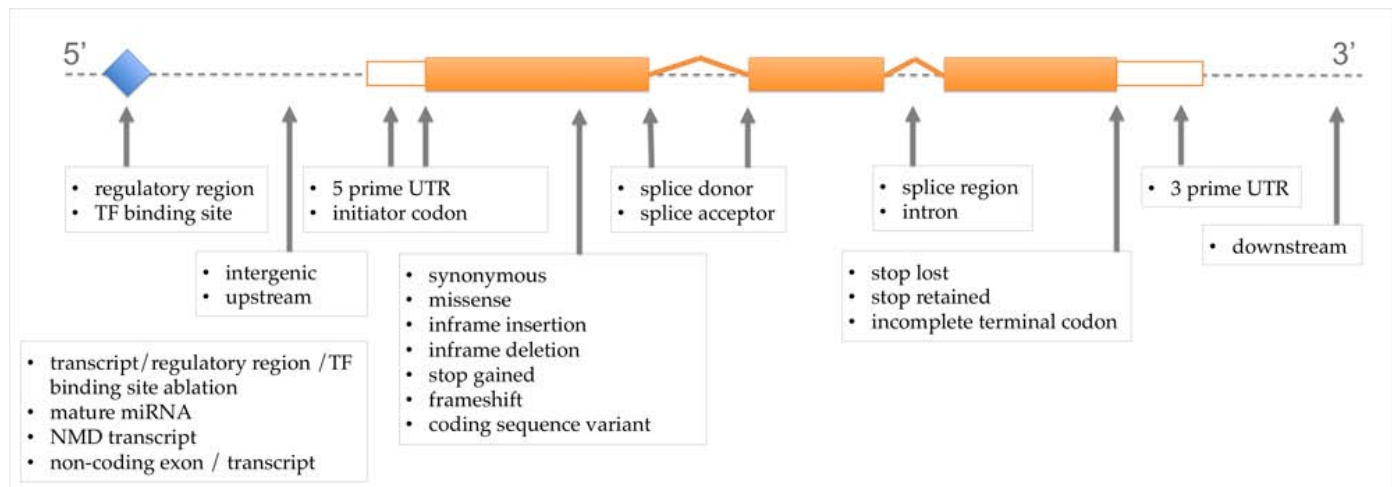 5’
3’
• regulatory region
• TF binding site
• 5 prime UTR
• initiator codon
• splice donor
• splice acceptor
• splice region
• intron
• 3 prime UTR
• intergenic
• upstream
• synonymous
• missense
• inframe insertion
• inframe deletion
• stop gained
• frameshift
• coding sequence variant
• stop lost
• stop retained
• incomplete terminal codon
• downstream
• transcript/regulatory region /TF
binding site ablation
• mature miRNA
• NMD transcript
• non-coding exon / transcript